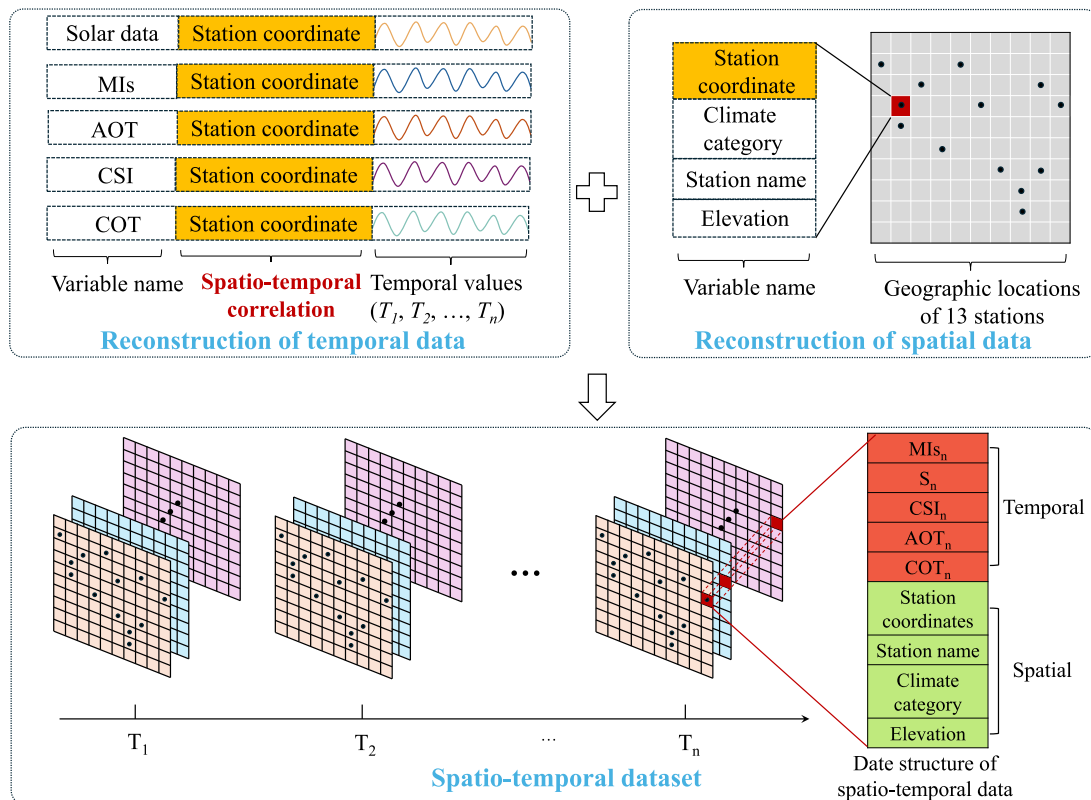 Solar data Station coordinate
MIs Station coordinate
AOT Station coordinate
CSI Station coordinate
COT Station coordinate
Variable name
Spatio-temporal
correlation
Temporal values
(T1, T2, …, Tn)
Reconstruction of temporal data
Station
coordinate
Climate
category
Station name
Elevation
Variable name
Geographic locations
of 13 stations
Reconstruction of spatial data
T1
T2
...
Tn
Spatio-temporal dataset
MIsn
Sn
CSIn
AOTn
COTn
Temporal
Station
coordinates
Station name
Climate
category
Elevation
Spatial
Date structure of
spatio-temporal data